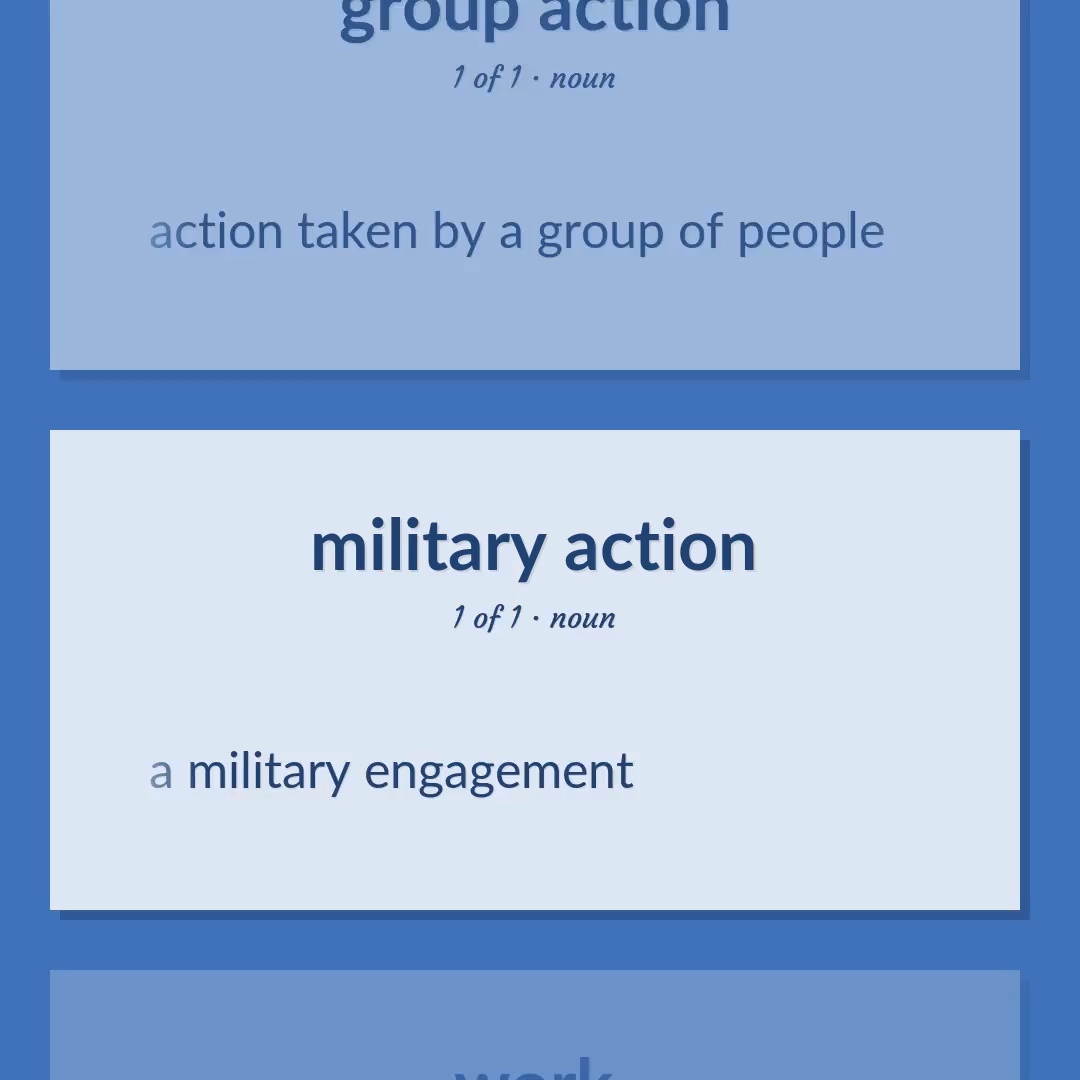 group action
1 of 1 · noun
action taken by a group of people
military action
1 of 1 · noun
a military engagement
work